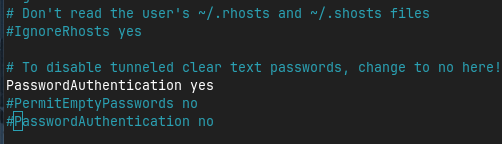 # Don't read the user's ~/.rhosts and ~/.shosts files
#IgnoreRhosts yes
# To disable tunneled clear text passwords, change to no here!
PasswordAuthentication yes
#PermitEmptyPasswords no
#PasswordAuthentication no